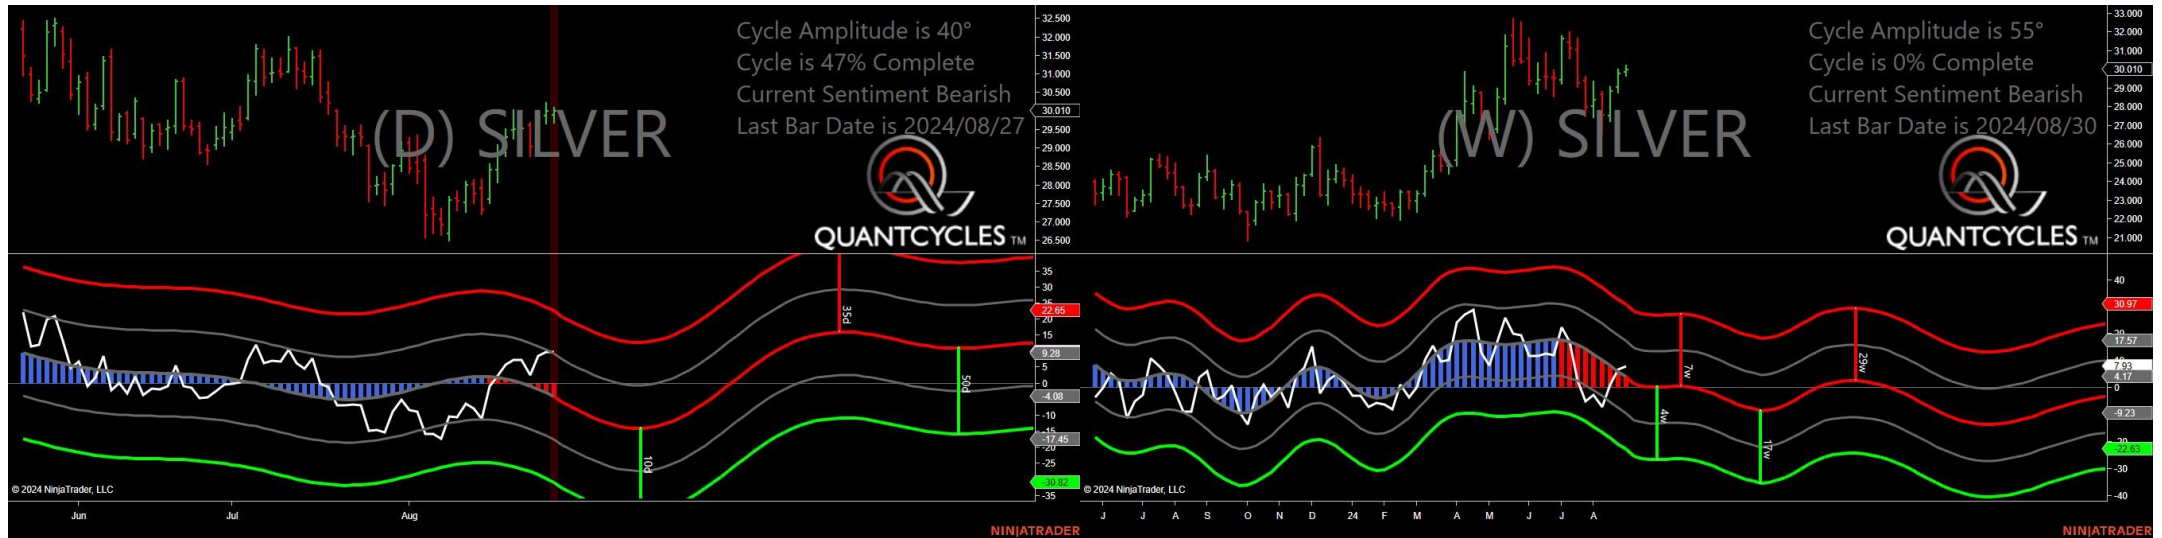 Cycle Amplitude is 40°
Cycle is 47% Complete
Current Sentiment Bearish
Last Bar Date is 2024/08/27
(D) SILVER
QUANTCYCLES TM
32.500
32.000
31.500
31.000
30.500
30.010
29.500
29.000
28.500
28.000
27.500
27.000
26.500
35
30
25
22.65
20
15
9.28
5
0
-4.08
-10
-15
-17.45
-20
-25
-30.82
-35
35d
50d
10d
© 2024 NinjaTrader, LLC
Jun Jul Aug
NINJATRADER
Cycle Amplitude is 55°
Cycle is 0% Complete
Current Sentiment Bearish
Last Bar Date is 2024/08/30
(W) SILVER
QUANTCYCLES TM
33.000
32.000
31.000
30.010
29.000
28.000
27.000
26.000
25.000
24.000
23.000
22.000
21.000
40
30.97
20
17.57
7.93
4.17
0
-9.23
-20
-22.63
-30
-40
7w
29w
4w
17w
© 2024 NinjaTrader, LLC
J J A S O N D 24 F M A M J J A
NINJATRADER